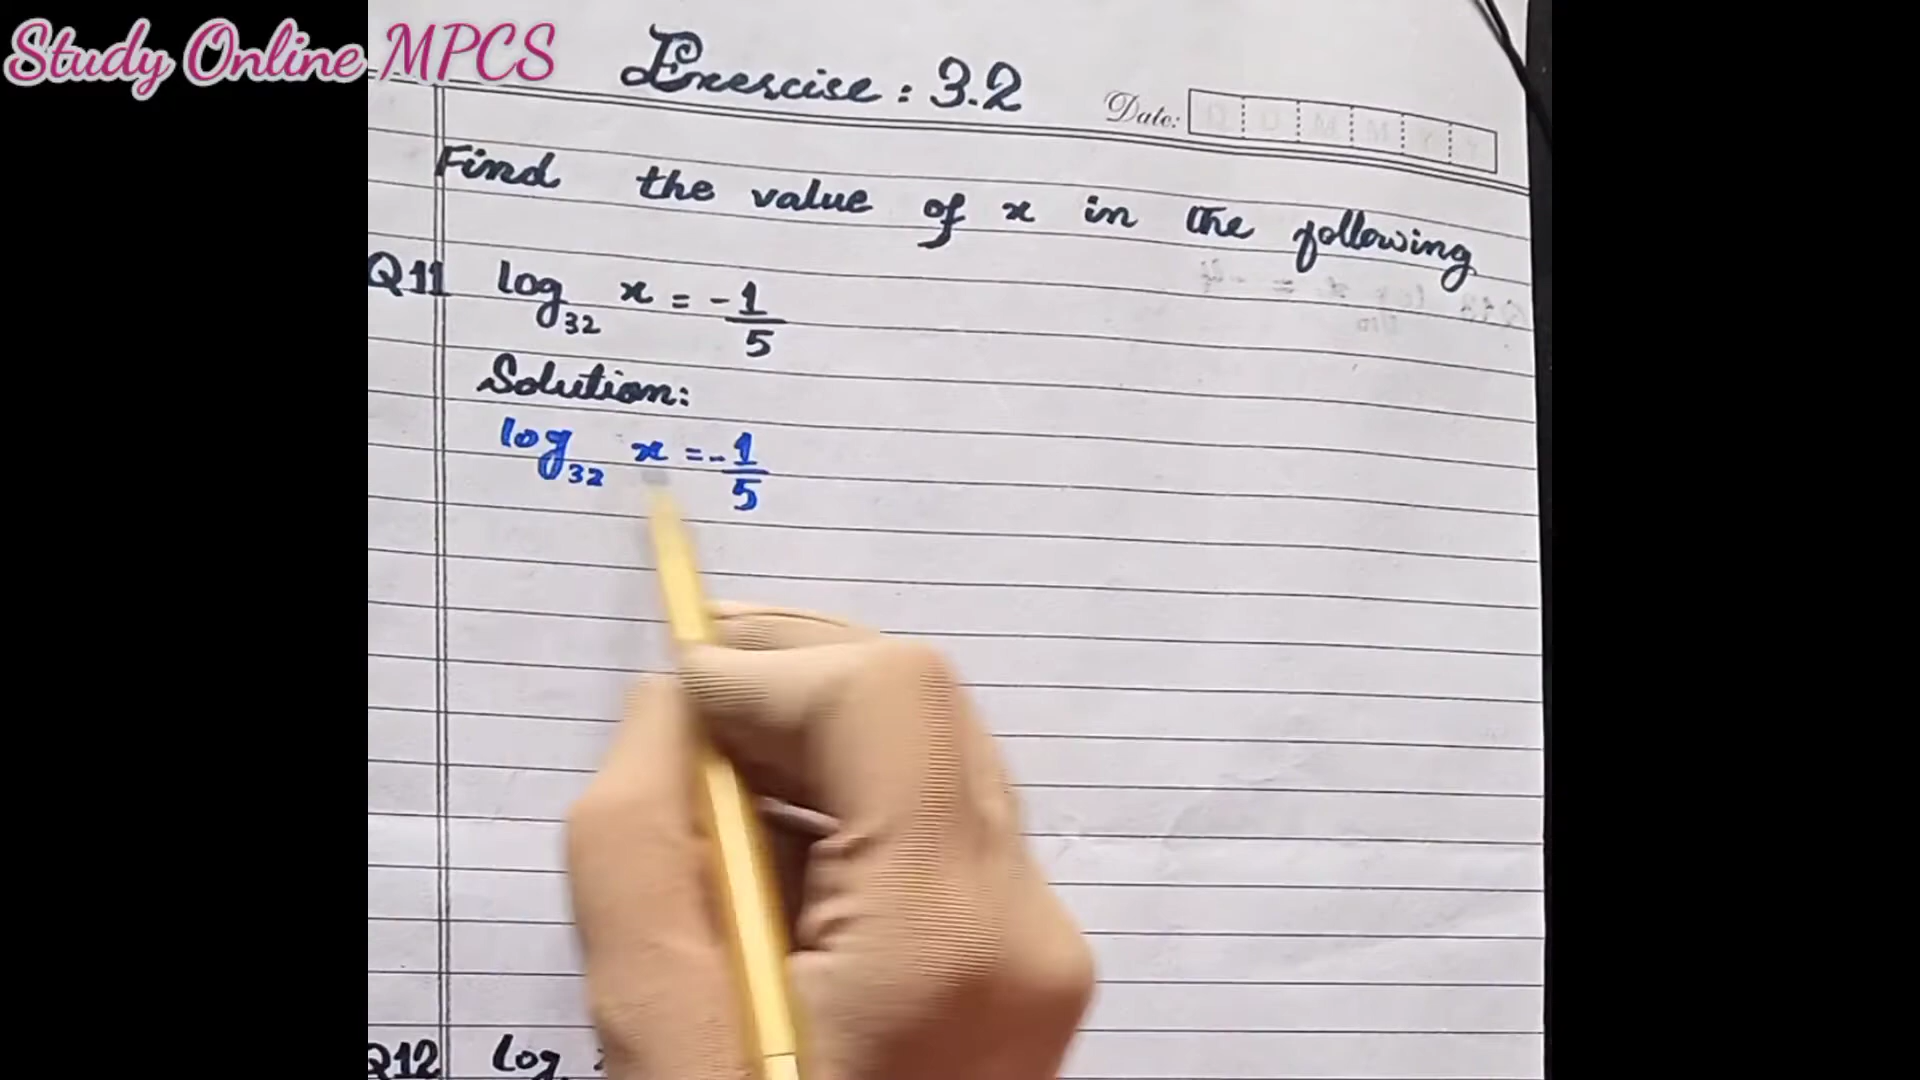 Study Online MPCS
Exercise : 3.2
Date:
Find the value of x in the following
Q11 log₃₂ x = -1/5
Solution:
log₃₂ x = -1/5
Q12 log